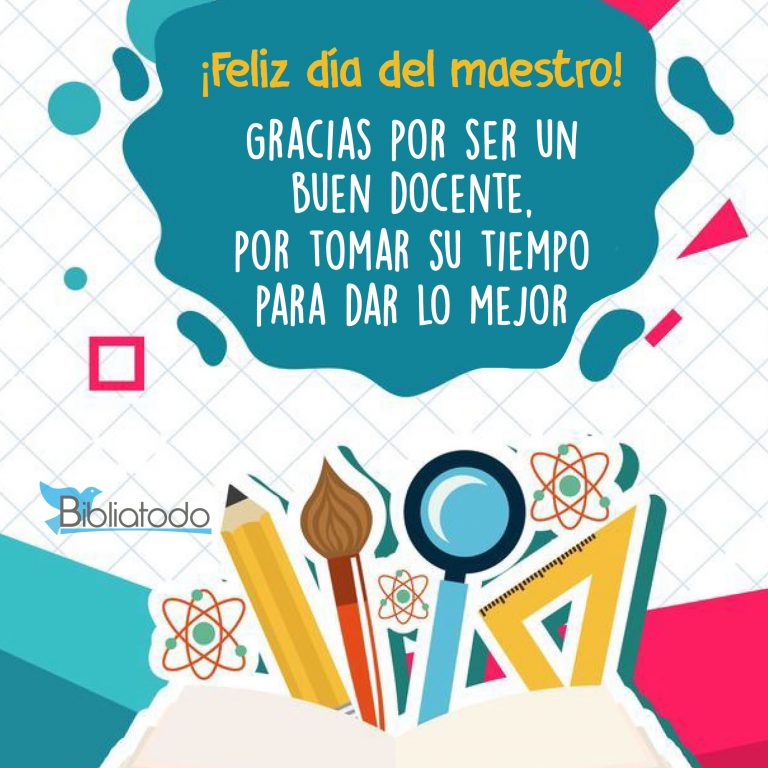 ¡Feliz día del maestro!
GRACIAS POR SER UN
BUEN DOCENTE,
POR TOMAR SU TIEMPO
PARA DAR LO MEJOR
Bibliatodo